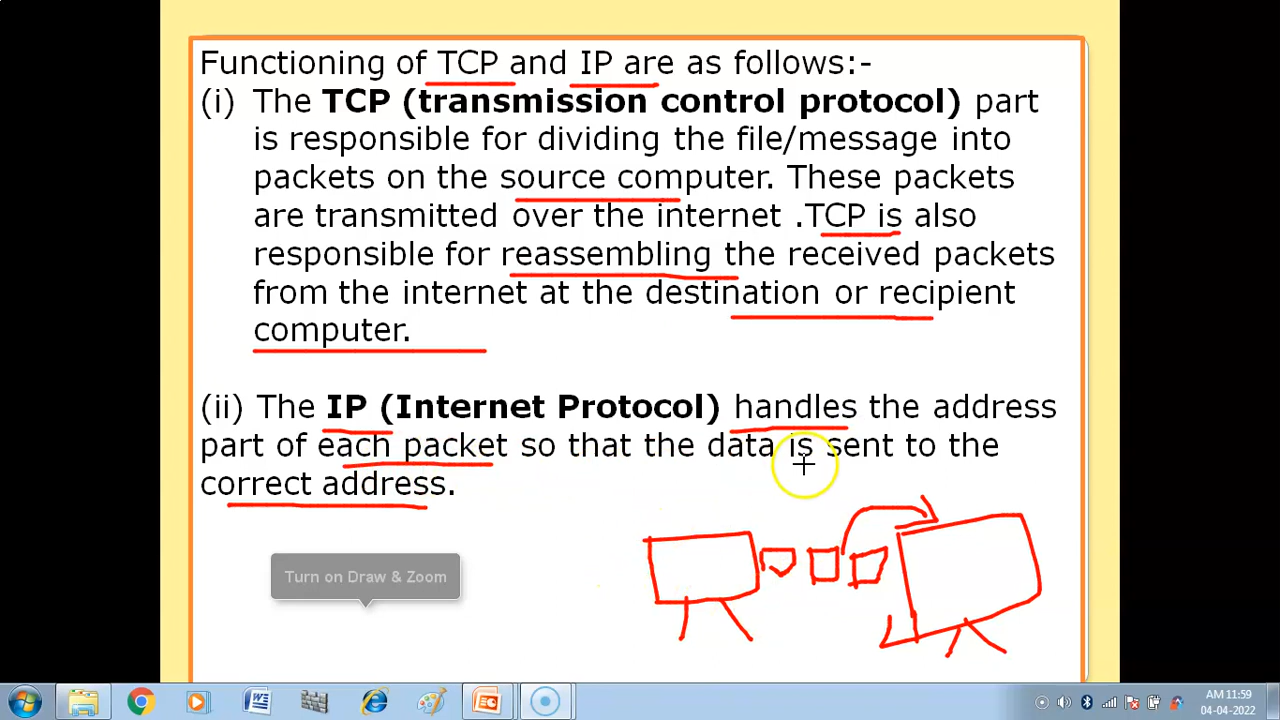 Functioning of TCP and IP are as follows:-
(i) The TCP (transmission control protocol) part
is responsible for dividing the file/message into
packets on the source computer. These packets
are transmitted over the internet .TCP is also
responsible for reassembling the received packets
from the internet at the destination or recipient
computer.
(ii) The IP (Internet Protocol) handles the address
part of each packet so that the data is sent to the
correct address.
Turn on Draw & Zoom
AM 11:59
04-04-2022